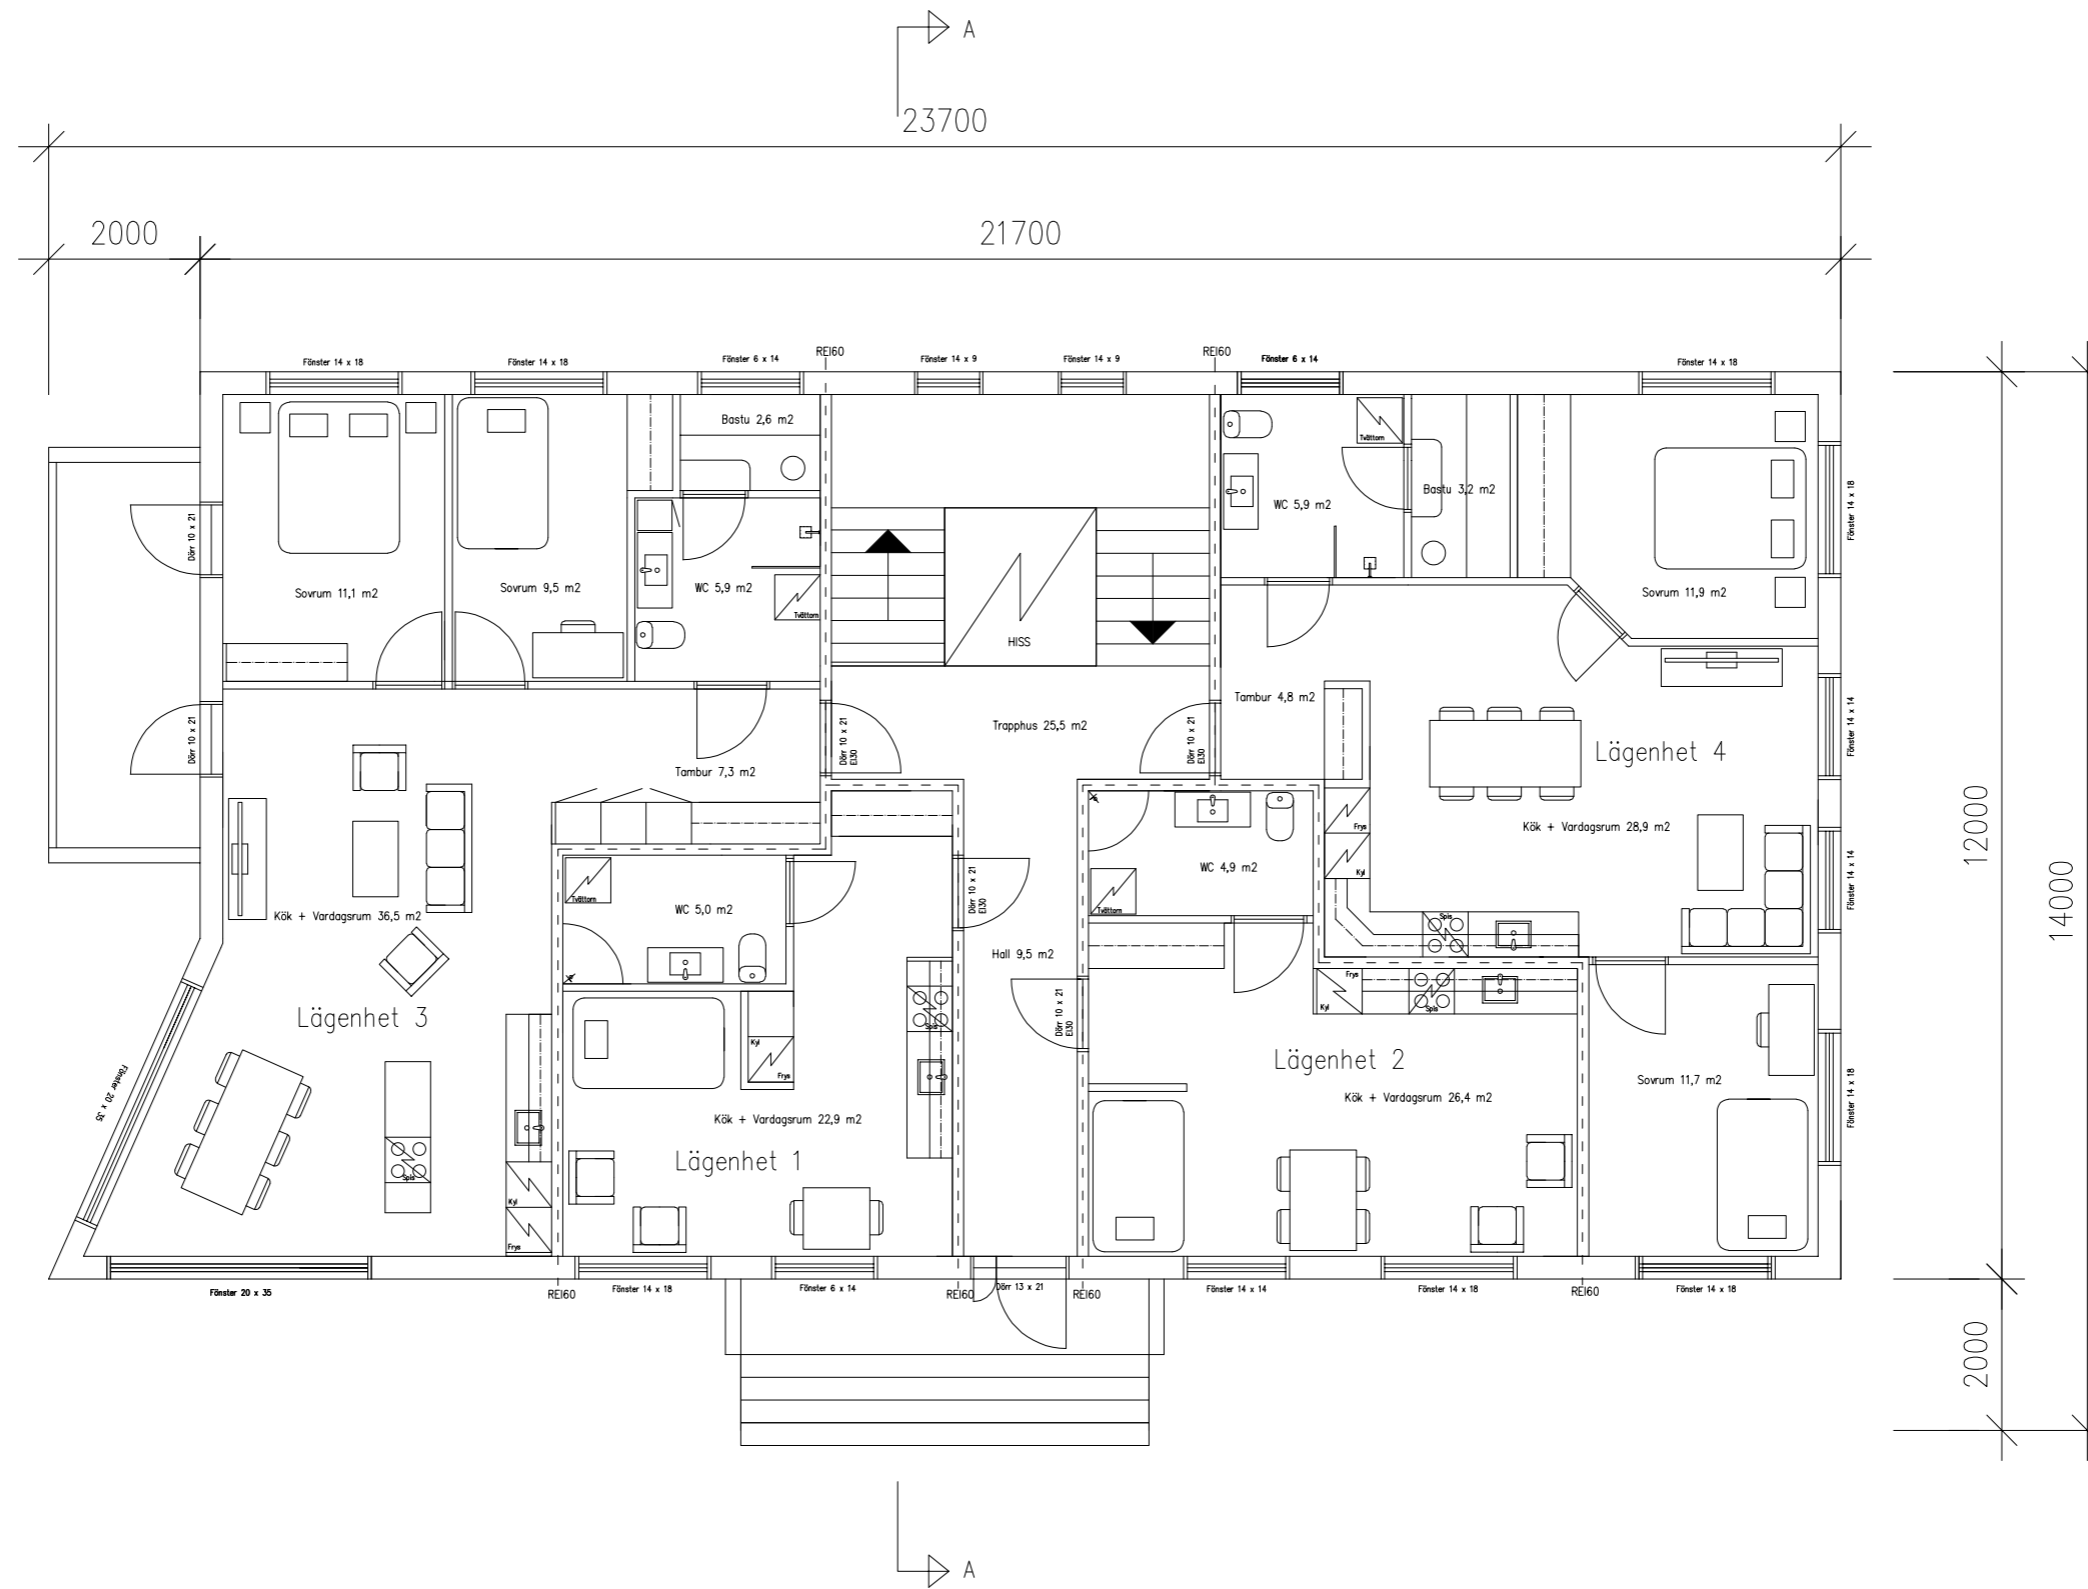 A
23700
2000
21700
Fönster 14 x 18
Fönster 14 x 18
Fönster 6 x 14
REI60
Fönster 14 x 9
Fönster 14 x 9
REI60
Fönster 6 x 14
Fönster 14 x 18
Bastu 2,6 m2
Tvättom
Bastu 3,2 m2
WC 5,9 m2
Fönster 14 x 18
Dörr 10 x 21
Sovrum 11,1 m2
Sovrum 9,5 m2
WC 5,9 m2
Tvättom
HISS
Sovrum 11,9 m2
Tambur 4,8 m2
Dörr 10 x 21
Dörr 10 x 21
EI30
Trapphus 25,5 m2
Dörr 10 x 21
EI30
Fönster 14 x 14
Lägenhet 4
Tambur 7,3 m2
Frys
Kök + Vardagsrum 28,9 m2
12000
Kyl
WC 4,9 m2
Fönster 14 x 14
Tvättom
WC 5,0 m2
Dörr 10 x 21
EI30
Tvättom
14000
Kök + Vardagsrum 36,5 m2
Spis
Hall 9,5 m2
Lägenhet 3
Dörr 10 x 21
EI30
Frys
Kyl
Spis
Spis
Kyl
Frys
Lägenhet 2
Sovrum 11,7 m2
Fönster 14 x 18
Fönster 20 x 35
Kök + Vardagsrum 26,4 m2
Kök + Vardagsrum 22,9 m2
Lägenhet 1
Spis
Kyl
Frys
Fönster 20 x 35
REI60
Fönster 14 x 18
Fönster 6 x 14
REI60
Dörr 13 x 21
REI60
Fönster 14 x 14
Fönster 14 x 18
REI60
Fönster 14 x 18
2000
A